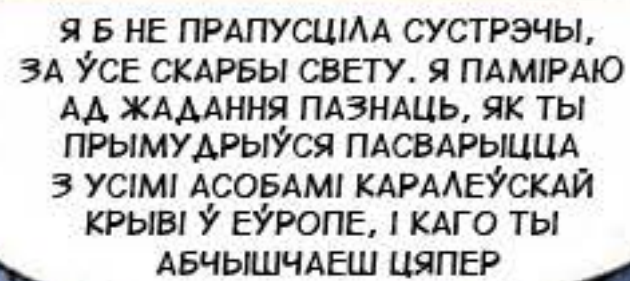 Я Б НЕ ПРАПУСЦІЛА СУСТРЭЧЫ,
ЗА ЎСЕ СКАРБЫ СВЕТУ. Я ПАМІРАЮ
АД ЖАДАННЯ ПАЗНАЦЬ, ЯК ТЫ
ПРЫМУДРЫЎСЯ ПАСВАРЫЦЦА
З УСІМІ АСОБАМІ КАРАЛЕЎСКАЙ
КРЫВІ Ў ЕЎРОПЕ, І КАГО ТЫ
АБЧЫШЧАЕШ ЦЯПЕР